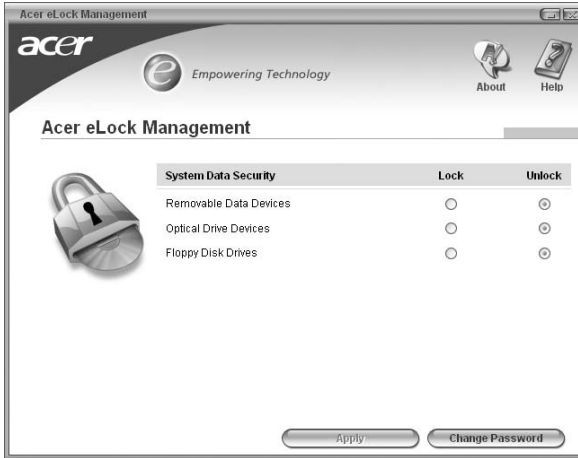 Acer eLock Management
acer
e Empowering Technology
About Help
Acer eLock Management
System Data Security Lock Unlock
Removable Data Devices
Optical Drive Devices
Floppy Disk Drives
Apply Change Password